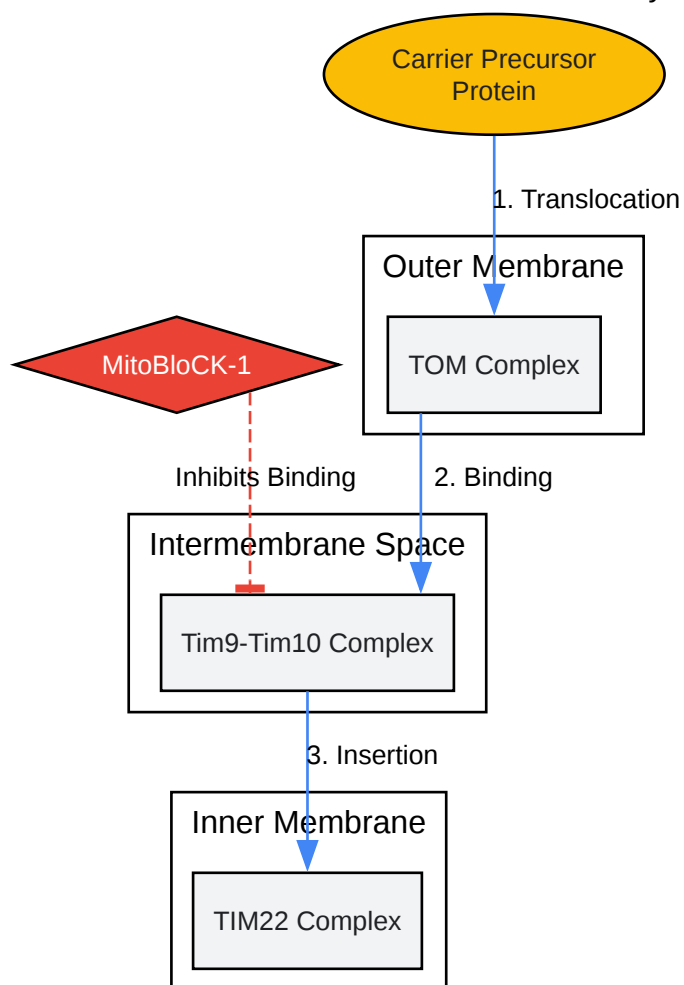 Carrier Precursor
Protein
1. Translocation
Outer Membrane
TOM Complex
MitoBloCK-1
Inhibits Binding
2. Binding
Intermembrane Space
Tim9-Tim10 Complex
3. Insertion
Inner Membrane
TIM22 Complex